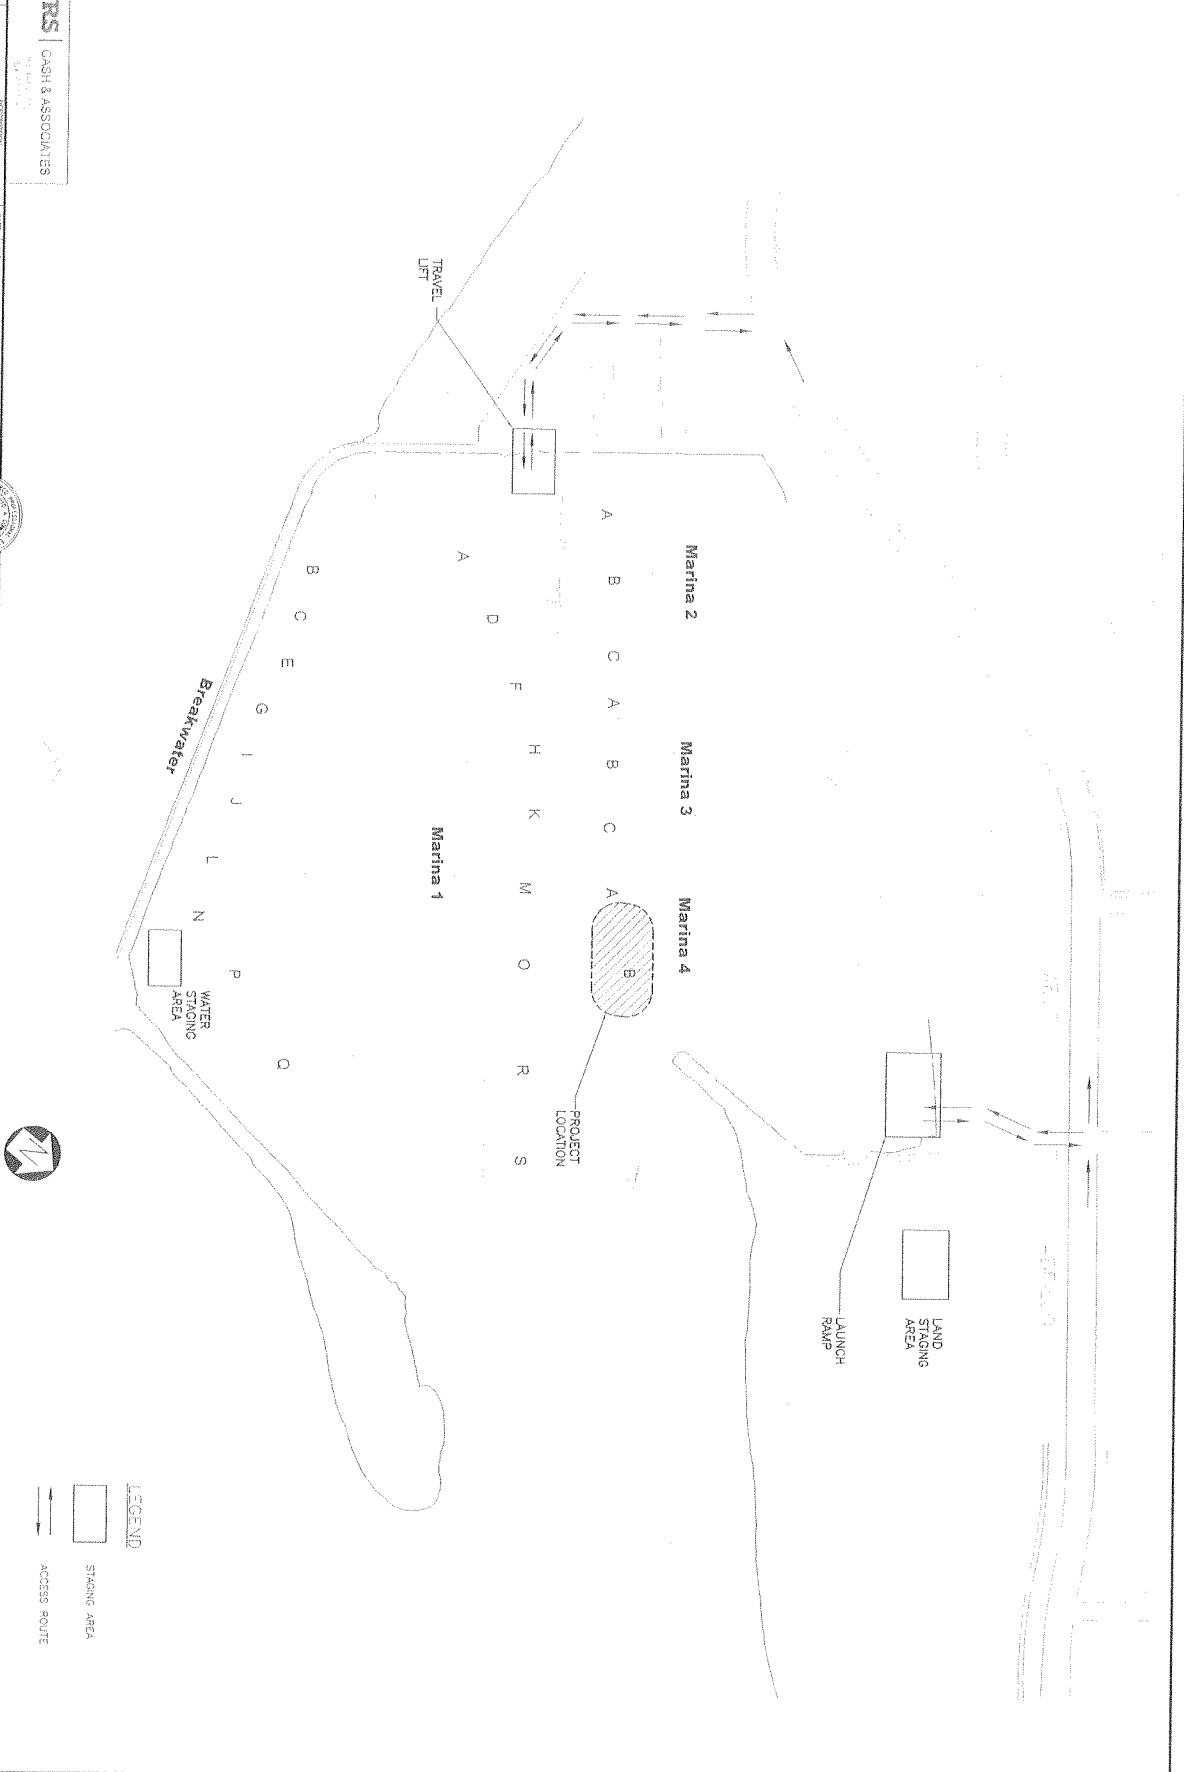 TRAVEL
LIFT
Marina 2
A
B
C
Marina 3
A
B
C
Marina 4
A
B
LAUNCH
RAMP
LAND
STAGING
AREA
PROJECT
LOCATION
Marina 1
A
D
F
H
K
M
O
R
S
B
C
E
G
I
J
L
N
P
Q
Breakwater
WATER
STAGING
AREA
LEGEND
STAGING AREA
ACCESS ROUTE
RS | CASH & ASSOCIATES